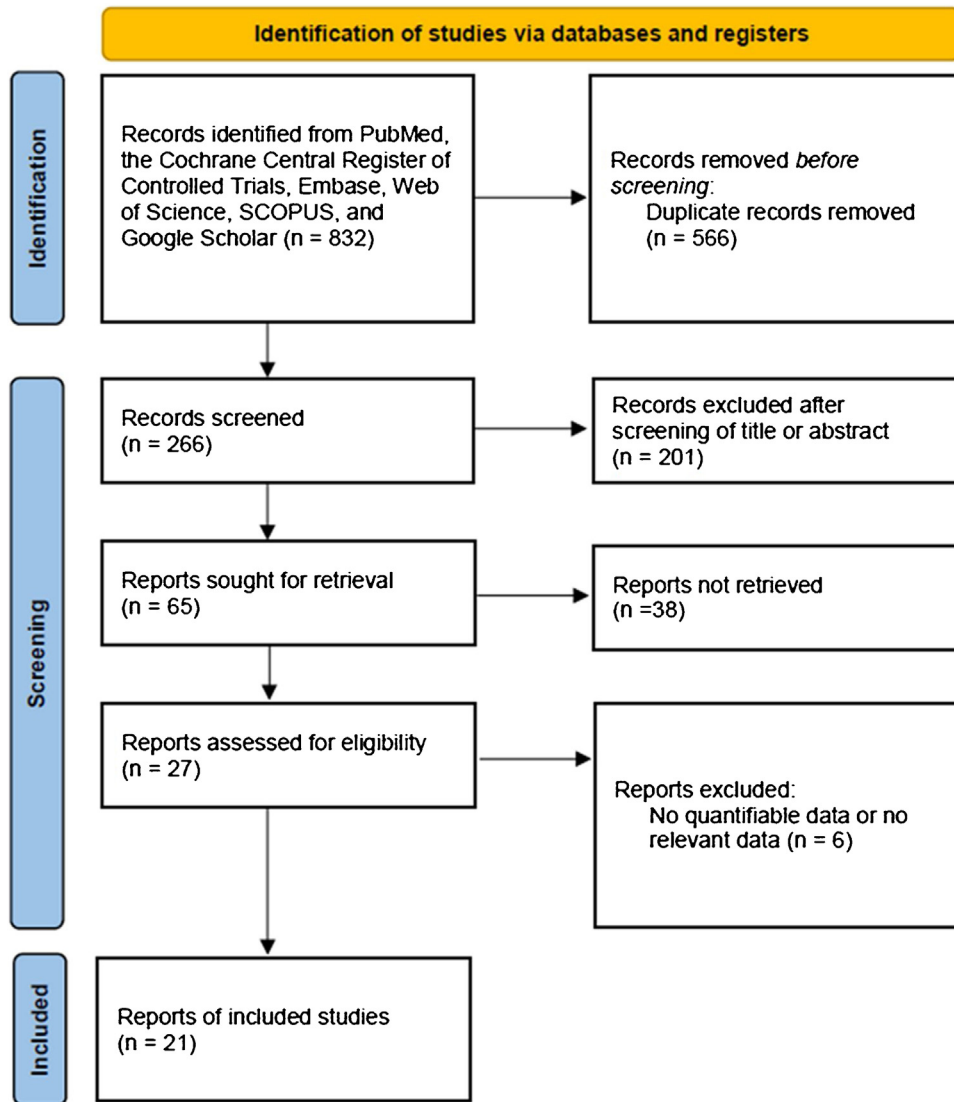 Identification of studies via databases and registers
Identification
Records identified from PubMed,
the Cochrane Central Register of
Controlled Trials, Embase, Web
of Science, SCOPUS, and
Google Scholar (n = 832)
Records removed before
screening:
Duplicate records removed
(n = 566)
Screening
Records screened
(n = 266)
Records excluded after
screening of title or abstract
(n = 201)
Reports sought for retrieval
(n = 65)
Reports not retrieved
(n =38)
Reports assessed for eligibility
(n = 27)
Reports excluded:
No quantifiable data or no
relevant data (n = 6)
Included
Reports of included studies
(n = 21)